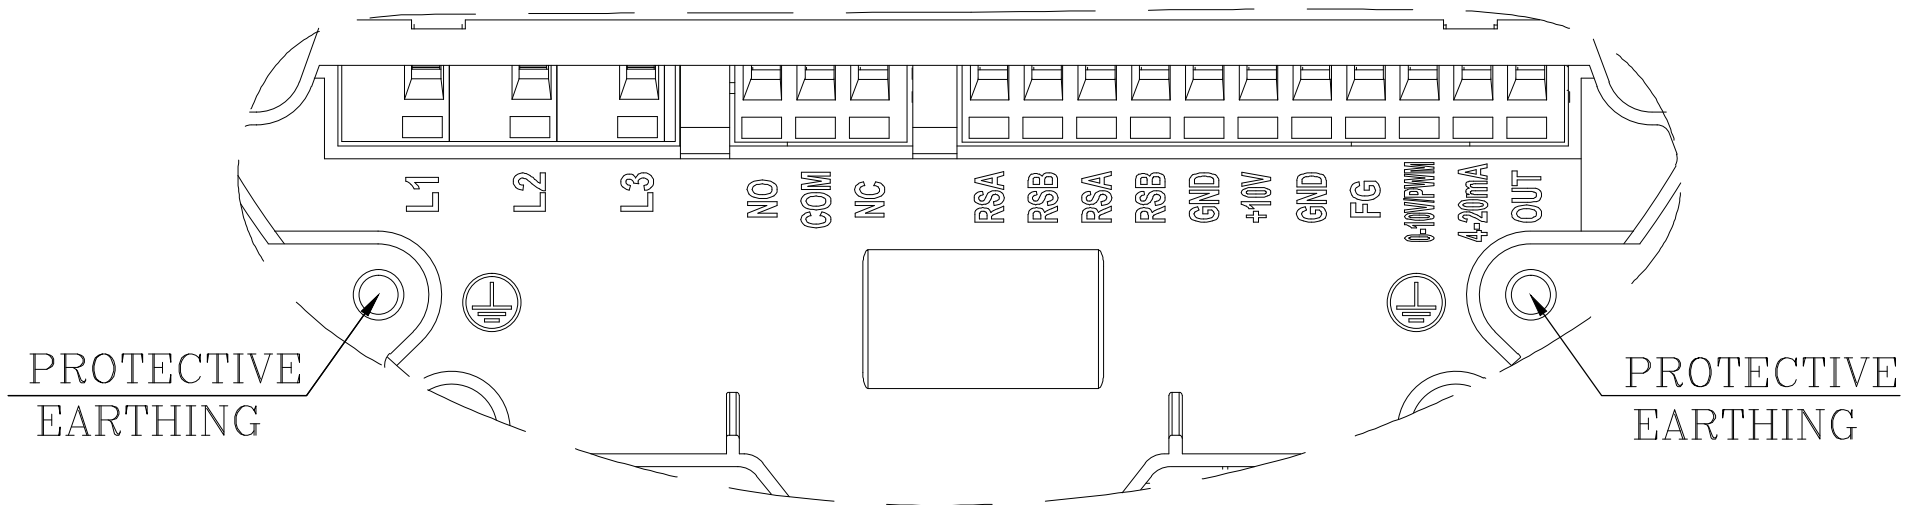 L1
L2
L3
NO
COM
NC
RSA
RSB
RSA
RSB
GND
+10V
GND
FG
0-10V/PWM
4-20mA
OUT
PROTECTIVE
EARTHING
PROTECTIVE
EARTHING